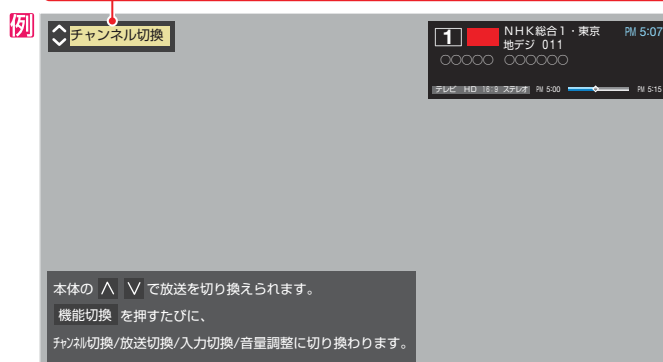 例
チャンネル切換
1 NHK総合1・東京 PM 5:07
地デジ 011
○○○○○ ○○○○○○
テレビ HD 16:9 ステレオ PM 5:00 PM 5:15
本体の ∧ ∨ で放送を切り換えられます。
機能切換 を押すたびに、
ﾁｬﾝﾈﾙ切換/放送切換/入力切換/音量調整に切り換わります。